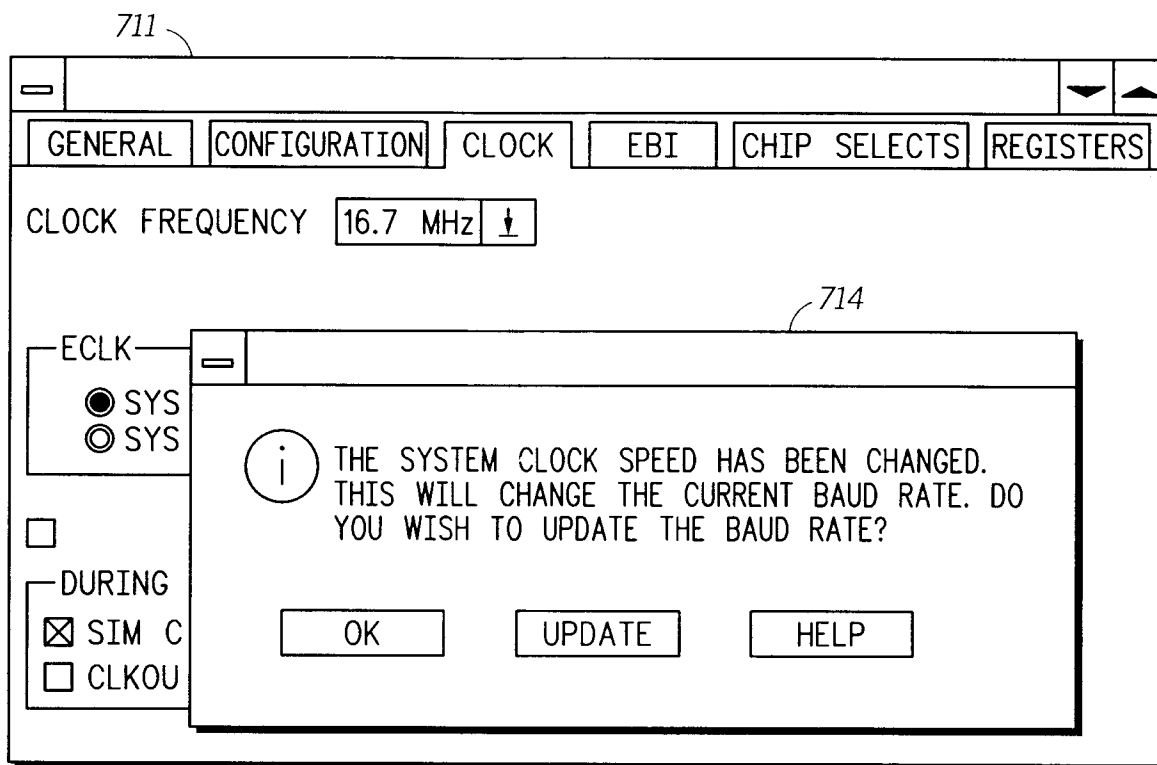 711
GENERAL CONFIGURATION CLOCK EBI CHIP SELECTS REGISTERS
CLOCK FREQUENCY 16.7 MHz
714
ECLK
SYS
SYS
i THE SYSTEM CLOCK SPEED HAS BEEN CHANGED.
THIS WILL CHANGE THE CURRENT BAUD RATE. DO
YOU WISH TO UPDATE THE BAUD RATE?
DURING
SIM C
CLKOU
OK UPDATE HELP